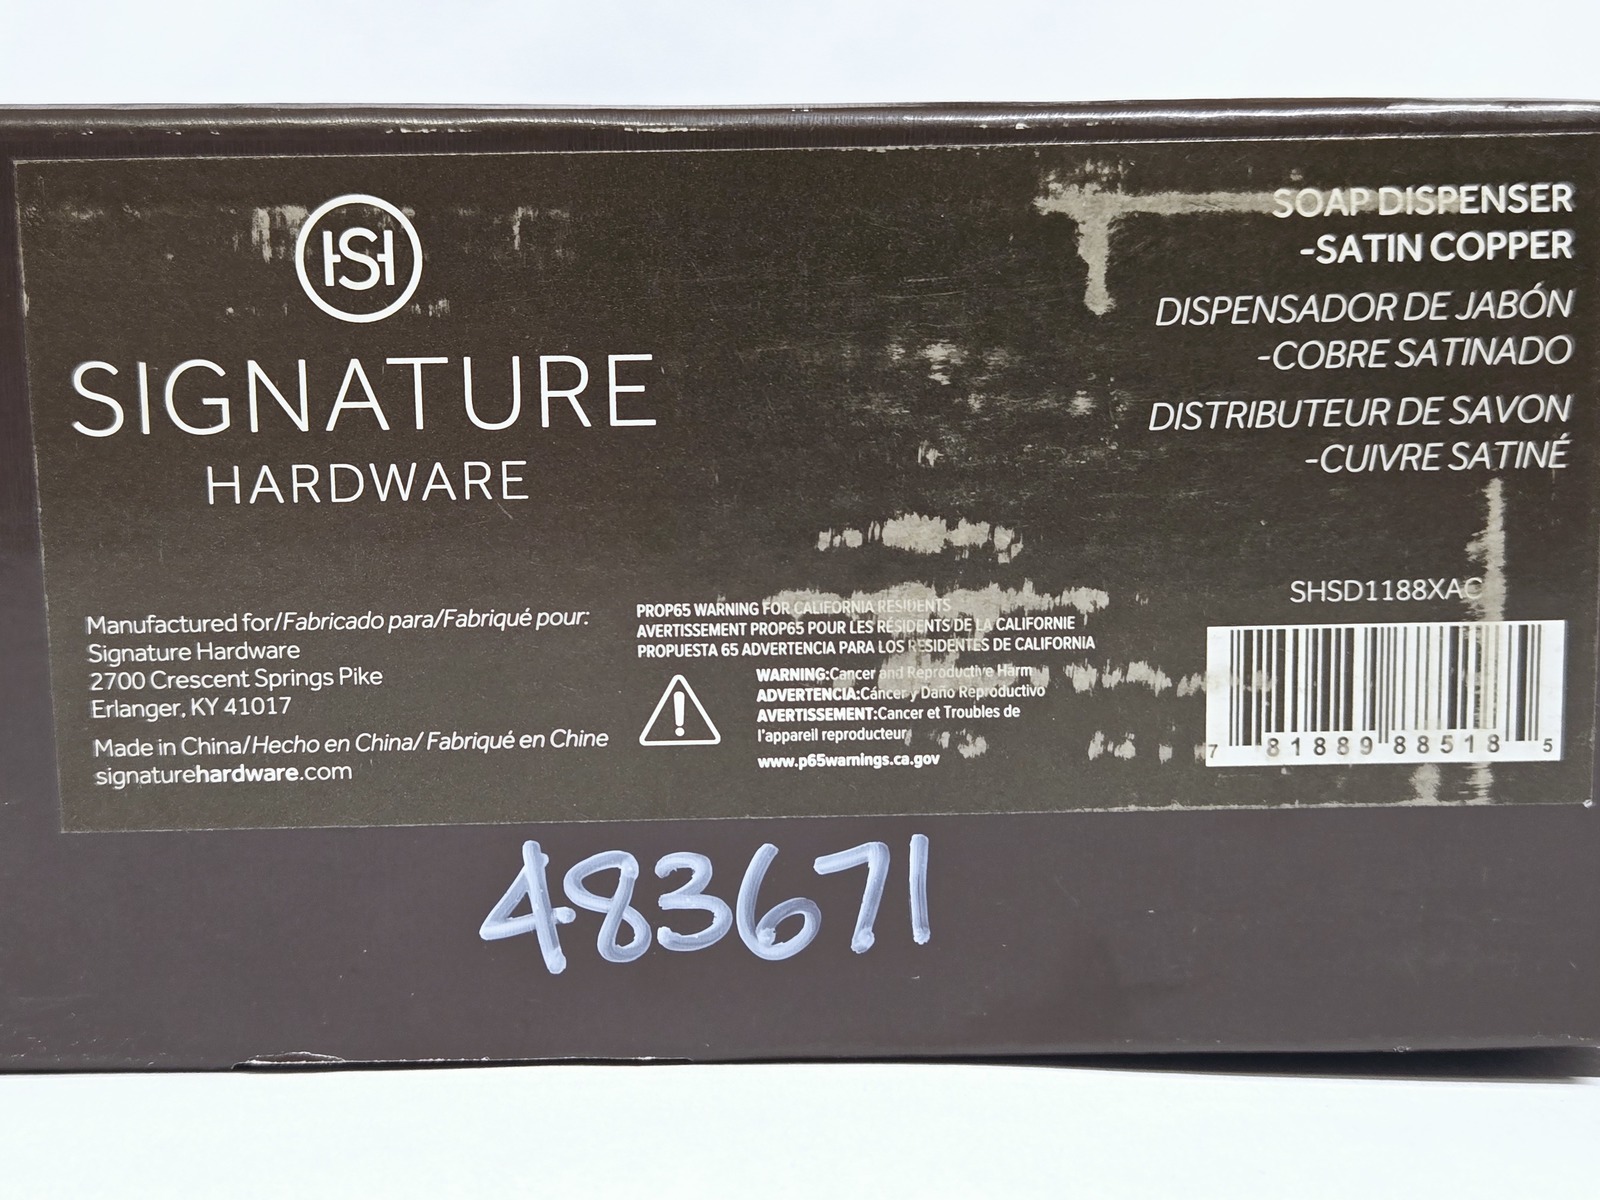 HS
SIGNATURE
HARDWARE
SOAP DISPENSER
-SATIN COPPER
DISPENSADOR DE JABÓN
-COBRE SATINADO
DISTRIBUTEUR DE SAVON
-CUIVRE SATINÉ
SHSD1188XAC
7 81889 88518 5
Manufactured for/Fabricado para/Fabriqué pour:
Signature Hardware
2700 Crescent Springs Pike
Erlanger, KY 41017
Made in China/Hecho en China/ Fabriqué en Chine
signaturehardware.com
PROP65 WARNING FOR CALIFORNIA RESIDENTS
AVERTISSEMENT PROP65 POUR LES RÉSIDENTS DE LA CALIFORNIE
PROPUESTA 65 ADVERTENCIA PARA LOS RESIDENTES DE CALIFORNIA
WARNING:Cancer and Reproductive Harm
ADVERTENCIA:Cáncer y Daño Reproductivo
AVERTISSEMENT:Cancer et Troubles de
l'appareil reproducteur
www.p65warnings.ca.gov
483671